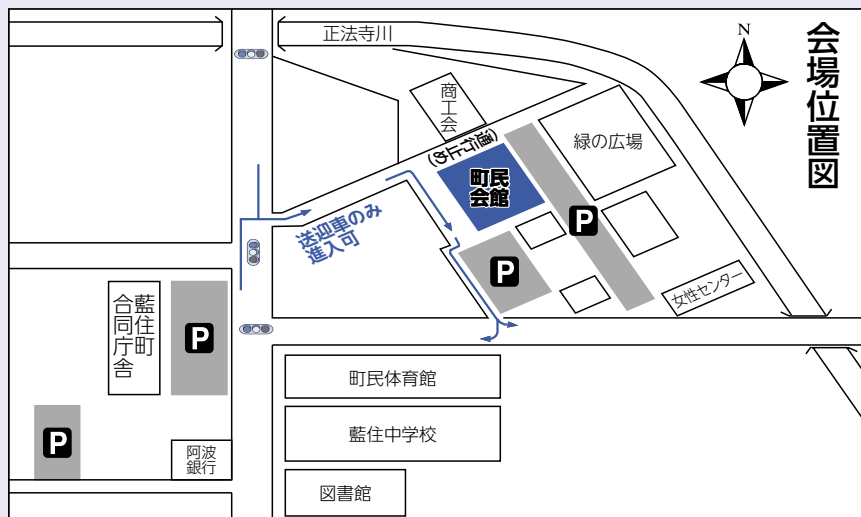 会場位置図
N
正法寺川
商工会
(通行止め)
緑の広場
町民
会館
P
送迎車のみ
進入可
P
女性センター
藍住町
合同庁舎
P
町民体育館
藍住中学校
P
阿波
銀行
図書館